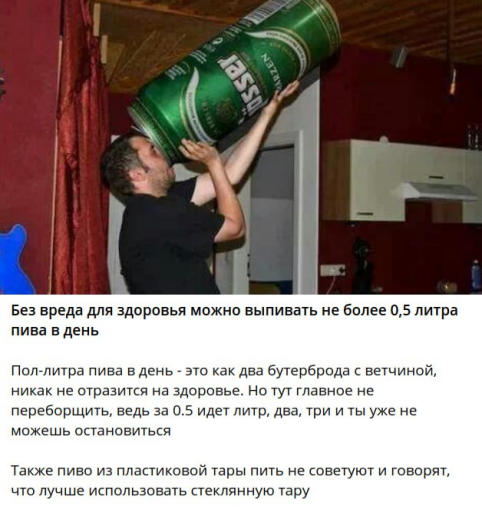 Gösser
MÄRZEN
Без вреда для здоровья можно выпивать не более 0,5 литра
пива в день
Пол-литра пива в день - это как два бутерброда с ветчиной,
никак не отразится на здоровье. Но тут главное не
переборщить, ведь за 0.5 идет литр, два, три и ты уже не
можешь остановиться
Также пиво из пластиковой тары пить не советуют и говорят,
что лучше использовать стеклянную тару